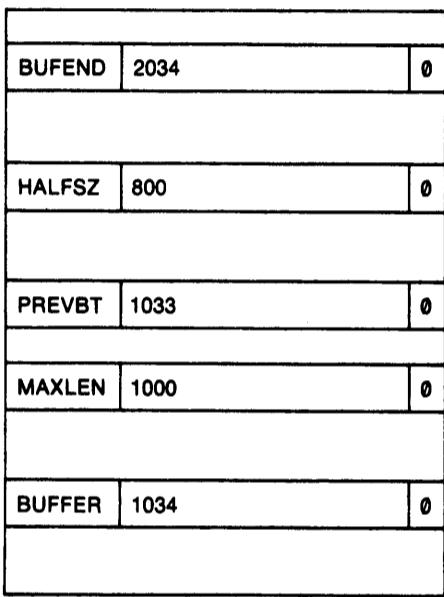 BUFEND 2034 0
HALFSZ 800 0
PREVBT 1033 0
MAXLEN 1000 0
BUFFER 1034 0